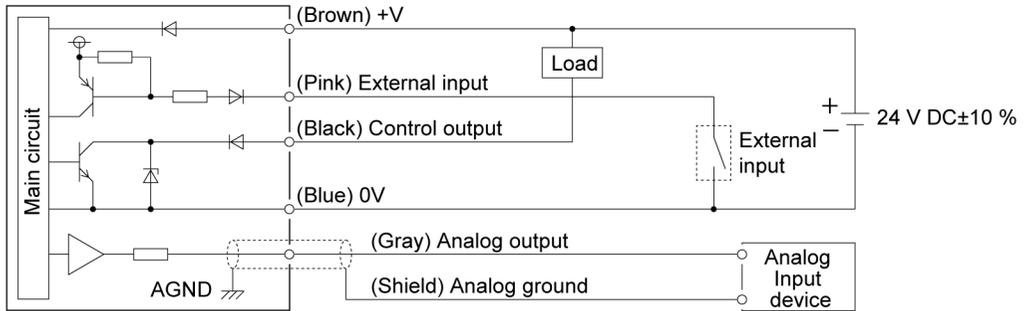 (Brown) +V
Load
(Pink) External input
(Black) Control output
Main circuit
+
−
24 V DC±10 %
External
input
(Blue) 0V
(Gray) Analog output
AGND
(Shield) Analog ground
Analog
Input
device